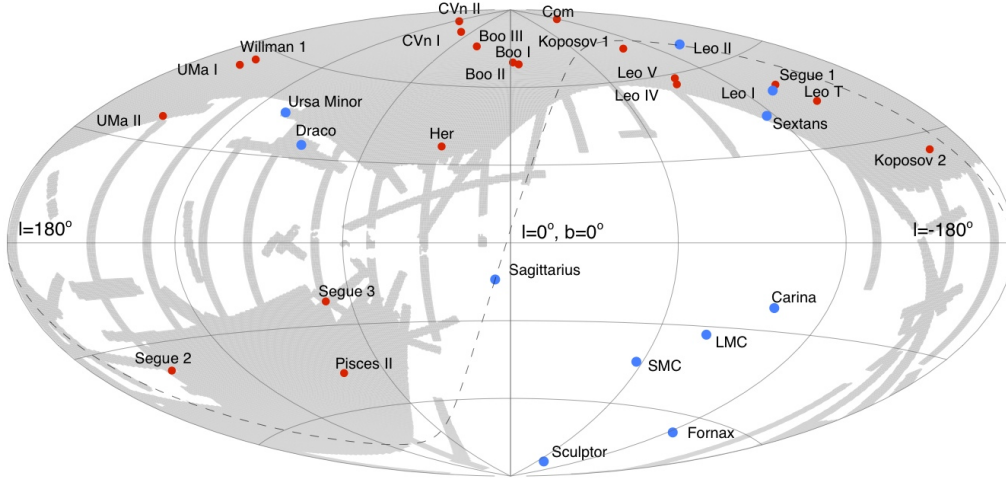 CVn II
Com
CVn I
Boo III
Koposov 1
Leo II
Willman 1
Boo I
UMa I
Boo II
Leo V
Segue 1
Leo IV
Leo I
Leo T
Ursa Minor
UMa II
Sextans
Draco
Her
Koposov 2
l=180°
l=0°, b=0°
l=-180°
Sagittarius
Segue 3
Carina
LMC
Segue 2
Pisces II
SMC
Fornax
Sculptor